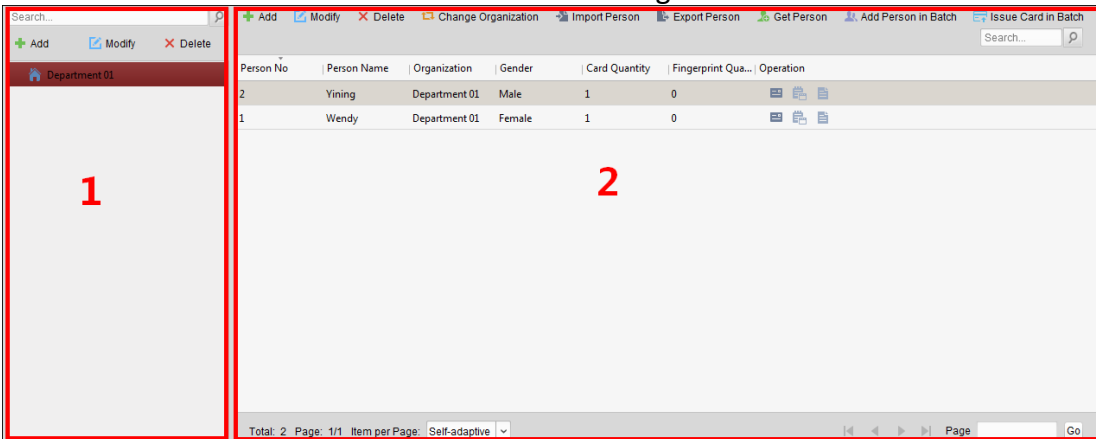 Search...
Add Modify Delete
Department 01
1
Add Modify Delete Change Organization Import Person Export Person Get Person Add Person in Batch Issue Card in Batch
Search...
Person No Person Name Organization Gender Card Quantity Fingerprint Qua... Operation
2 Yining Department 01 Male 1 0
1 Wendy Department 01 Female 1 0
2
Total: 2 Page: 1/1 Item per Page: Self-adaptive Page Go